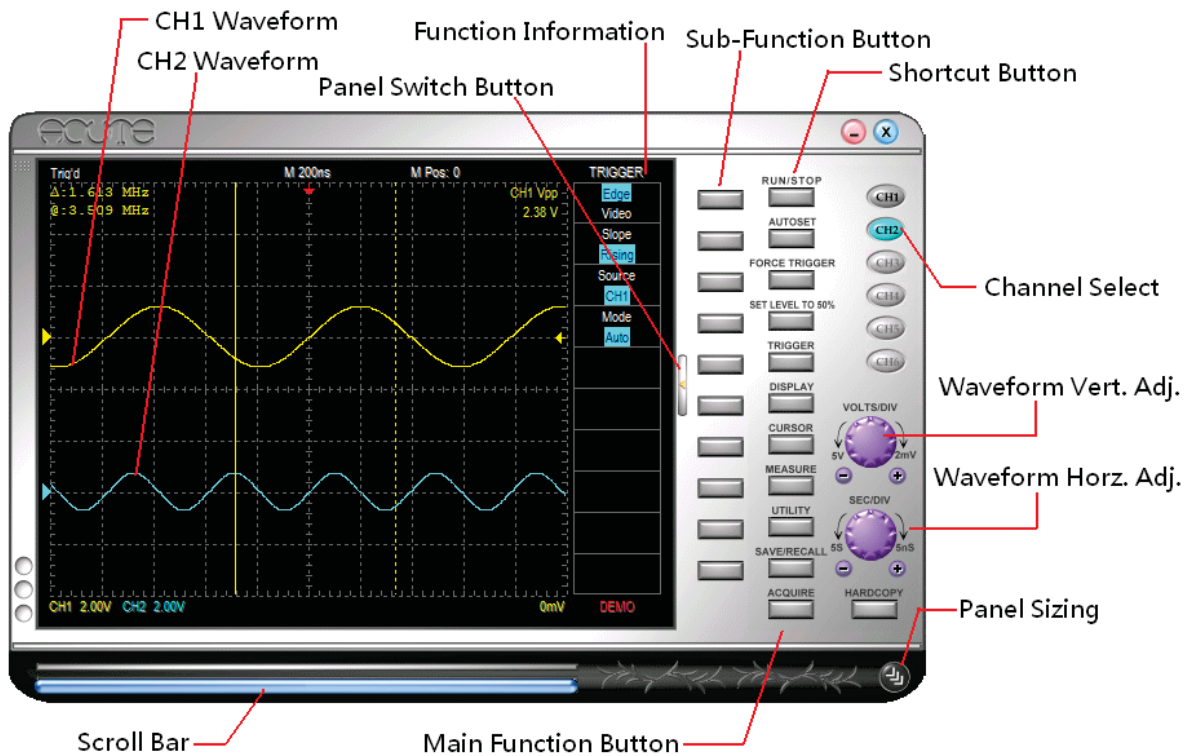 CH1 Waveform
Function Information
Sub-Function Button
CH2 Waveform
Shortcut Button
Panel Switch Button
ACUTE
Trig'd
M 200ns
M Pos: 0
TRIGGER
Δ:1.613 MHz
@:3.509 MHz
CH1 Vpp
2.38 V
Edge
Video
Slope
Rising
Source
CH1
Mode
Auto
RUN/STOP
AUTOSET
FORCE TRIGGER
SET LEVEL TO 50%
TRIGGER
DISPLAY
CURSOR
MEASURE
UTILITY
SAVE/RECALL
ACQUIRE
CH1
CH2
CH3
CH4
CH5
CH6
Channel Select
VOLTS/DIV
5V 2mV
Waveform Vert. Adj.
SEC/DIV
5S 5nS
Waveform Horz. Adj.
HARDCOPY
CH1 2.00V CH2 2.00V
0mV
DEMO
Panel Sizing
Scroll Bar
Main Function Button